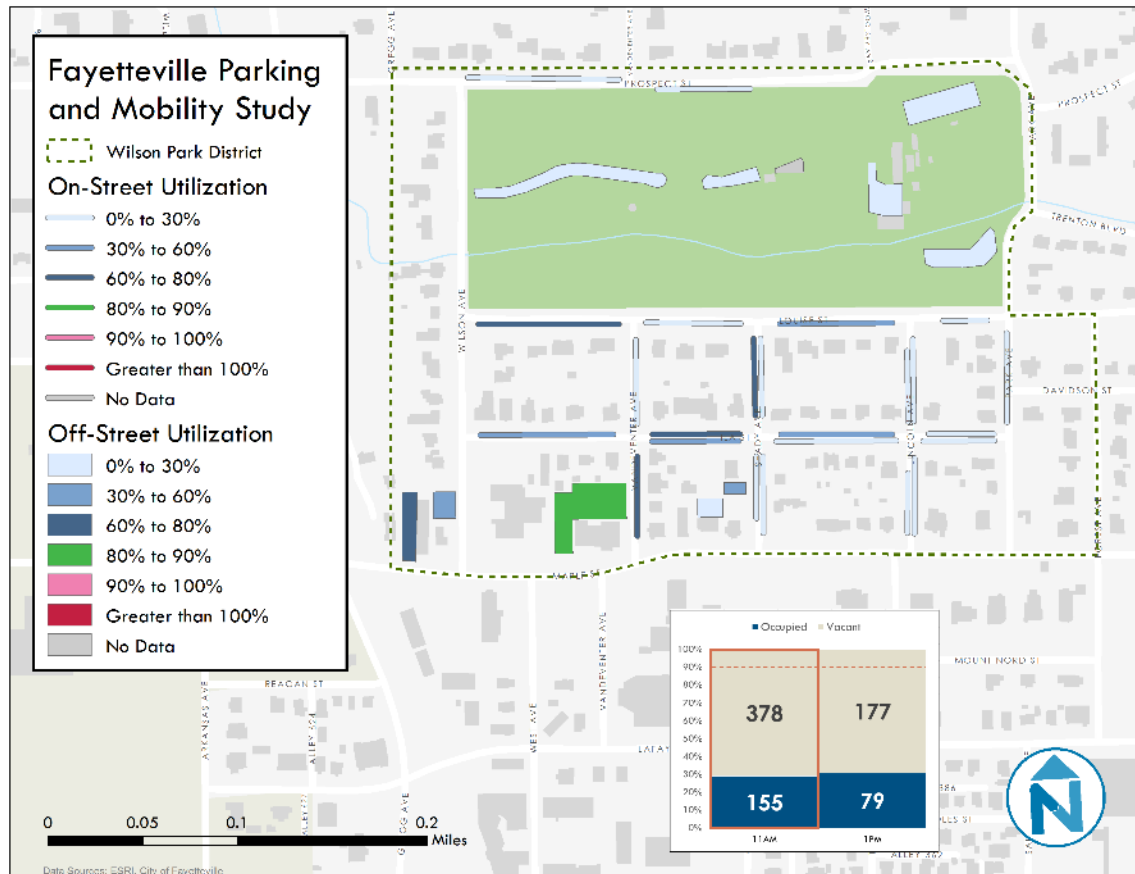 Fayetteville Parking
and Mobility Study
Wilson Park District
On-Street Utilization
0% to 30%
30% to 60%
60% to 80%
80% to 90%
90% to 100%
Greater than 100%
No Data
Off-Street Utilization
0% to 30%
30% to 60%
60% to 80%
80% to 90%
90% to 100%
Greater than 100%
No Data
GREGG AVE
PROSPECT ST
PROSPECT ST
TRENTON BLVD
WILSON AVE
LOUISE ST
DAVIDSON ST
PARK AVE
MAPLE ST
REAGAN ST
ARKANSAS AVE
VANDEVENTER AVE
WEST AVE
MOUNT NORD ST
Occupied
Vacant
100%
90%
80%
70%
60%
50%
40%
30%
20%
10%
0%
378
177
155
79
11AM
1PM
0 0.05 0.1 0.2
Miles
N
Data Sources: ESRI, City of Fayetteville